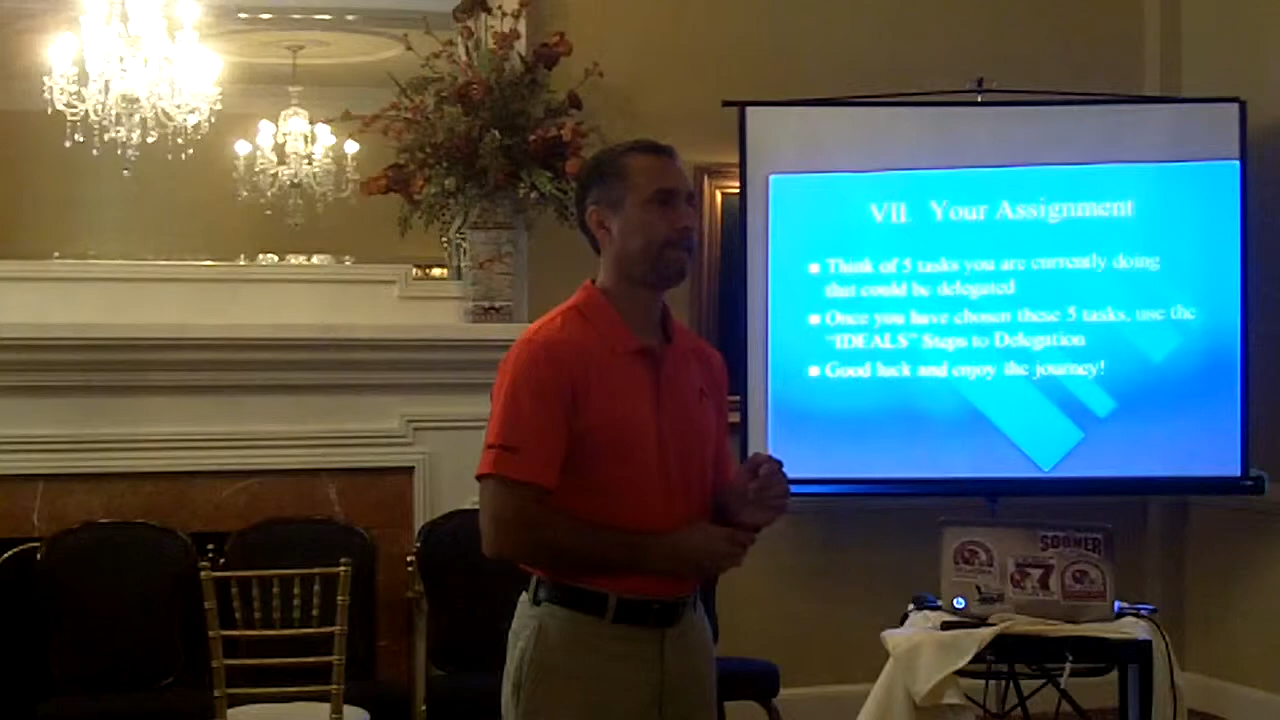 VII. Your Assignment
Think of 5 tasks you are currently doing
that could be delegated
Once you have chosen these 5 tasks, use the
"IDEALS" Steps to Delegation
Good luck and enjoy the journey!
SOONER